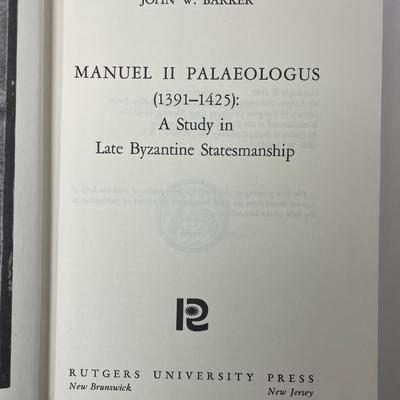 JOHN W. BARKER
MANUEL II PALAEOLOGUS
(1391–1425):
A Study in
Late Byzantine Statesmanship
RUTGERS UNIVERSITY PRESS
New Brunswick New Jersey